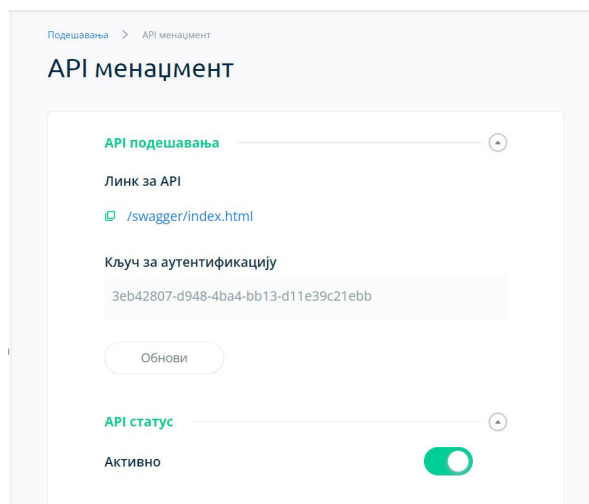 Подешавања > API менаџмент
API менаџмент
API подешавања
Линк за API
/swagger/index.html
Кључ за аутентификацију
3eb42807-d948-4ba4-bb13-d11e39c21ebb
Обнови
API статус
Активно